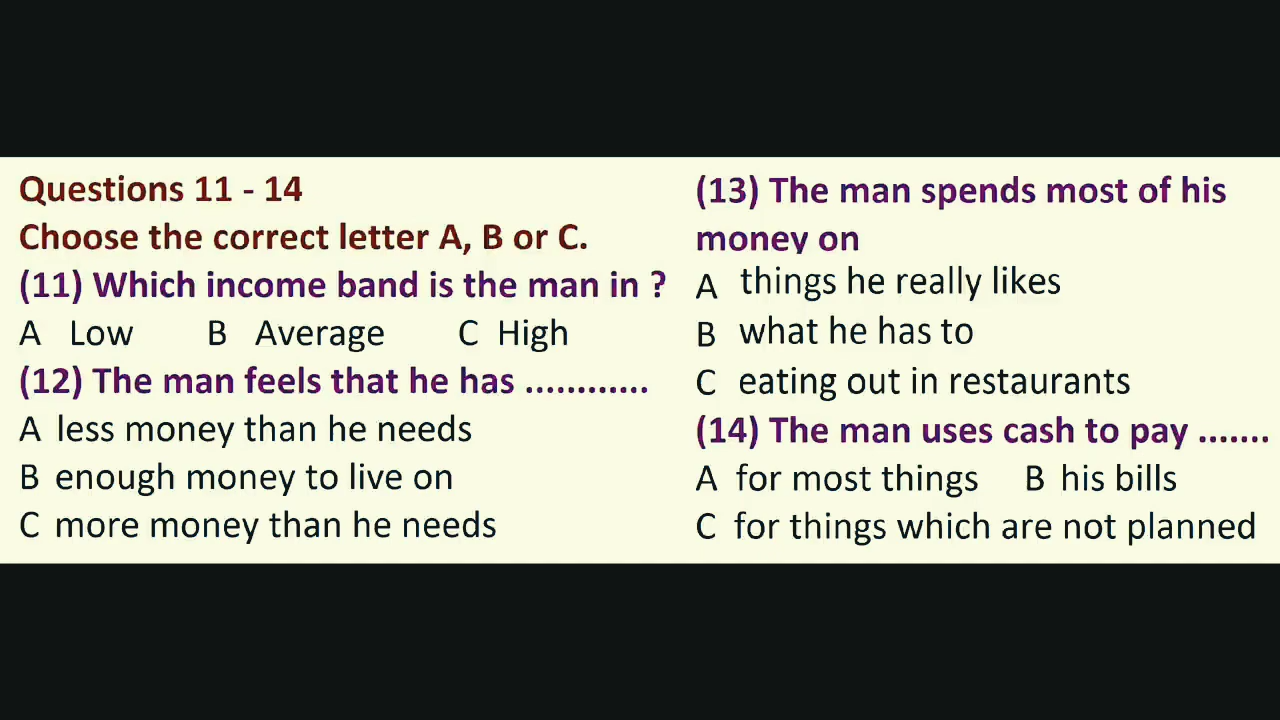 Questions 11 - 14
Choose the correct letter A, B or C.
(11) Which income band is the man in ?
A Low B Average C High
(12) The man feels that he has ............
A less money than he needs
B enough money to live on
C more money than he needs
(13) The man spends most of his
money on
A things he really likes
B what he has to
C eating out in restaurants
(14) The man uses cash to pay .......
A for most things B his bills
C for things which are not planned